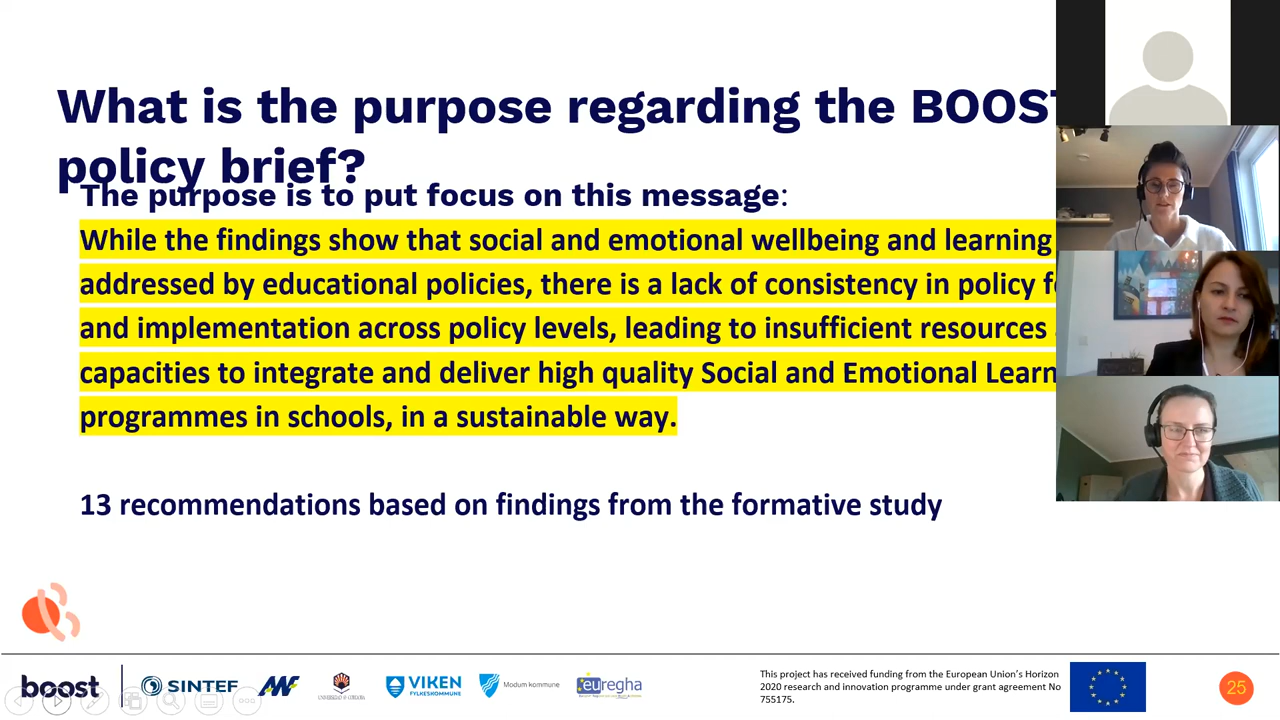 What is the purpose regarding the BOOST
policy brief?
The purpose is to put focus on this message:
While the findings show that social and emotional wellbeing and learning
addressed by educational policies, there is a lack of consistency in policy
and implementation across policy levels, leading to insufficient resources
capacities to integrate and deliver high quality Social and Emotional Learn
programmes in schools, in a sustainable way.
13 recommendations based on findings from the formative study
boost
SINTEF
UNIVERSIDAD DE CORDOBA
VIKEN
FYLKESKOMMUNE
Modum kommune
euregha
This project has received funding from the European Union's Horizon
2020 research and innovation programme under grant agreement No
755175.
25